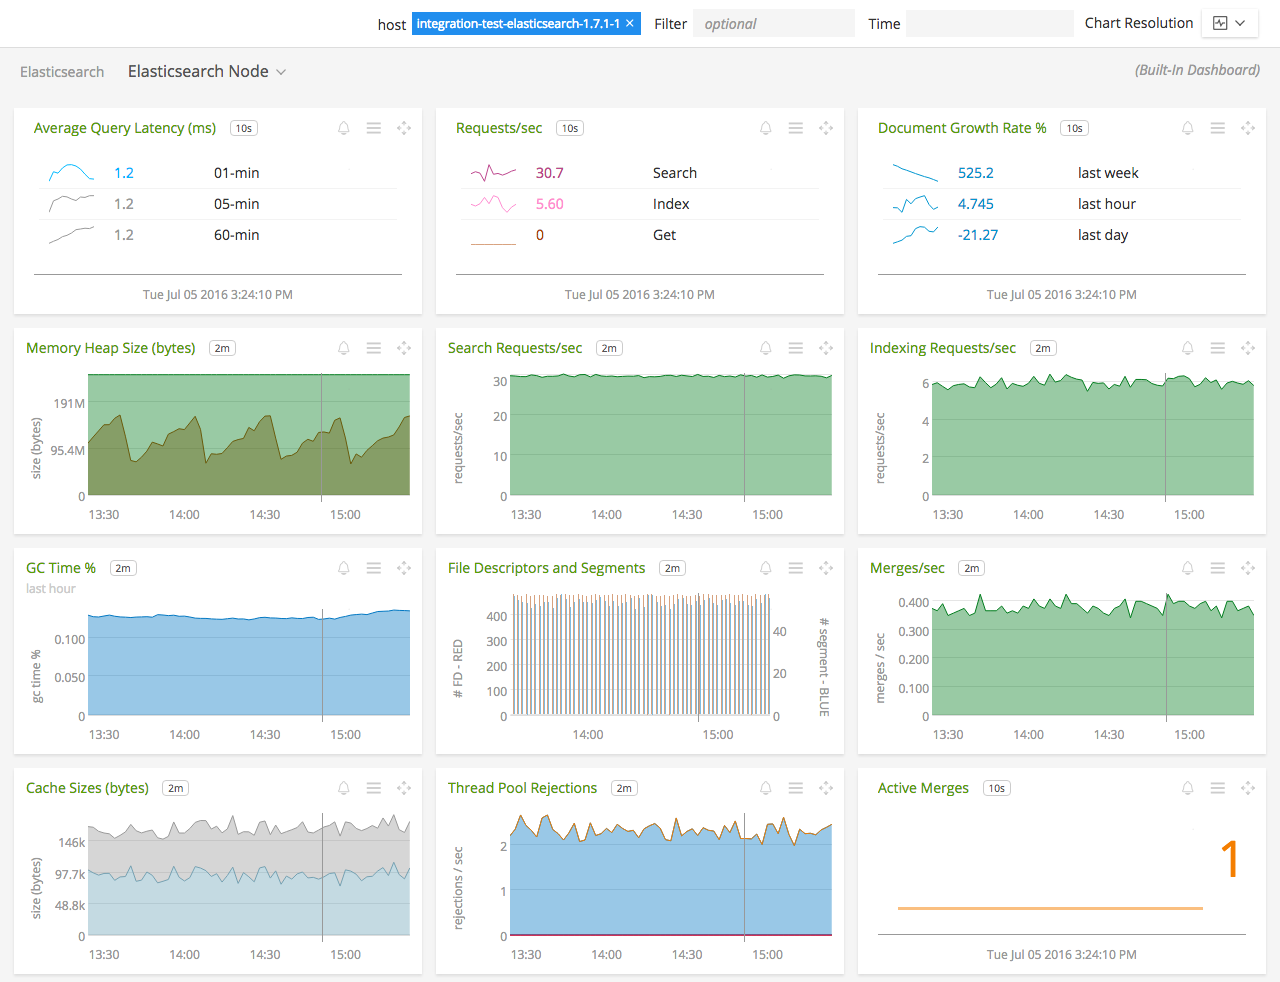 host integration-test-elasticsearch-1.7.1-1 × Filter optional Time Chart Resolution
Elasticsearch Elasticsearch Node (Built-In Dashboard)
Average Query Latency (ms) 10s
1.2 01-min
1.2 05-min
1.2 60-min
Tue Jul 05 2016 3:24:10 PM
Requests/sec 10s
30.7 Search
5.60 Index
0 Get
Tue Jul 05 2016 3:24:10 PM
Document Growth Rate % 10s
525.2 last week
4.745 last hour
-21.27 last day
Tue Jul 05 2016 3:24:10 PM
Memory Heap Size (bytes) 2m
size (bytes)
191M
95.4M
0
13:30 14:00 14:30 15:00
Search Requests/sec 2m
requests/sec
30
20
10
0
13:30 14:00 14:30 15:00
Indexing Requests/sec 2m
requests/sec
6
4
2
0
13:30 14:00 14:30 15:00
GC Time % 2m
last hour
gc time %
0.100
0.050
0
13:30 14:00 14:30 15:00
File Descriptors and Segments 2m
# FD - RED
400
300
200
100
0
40
20
0
# segment - BLUE
14:00 15:00
Merges/sec 2m
merges / sec
0.400
0.300
0.200
0.100
0
13:30 14:00 14:30 15:00
Cache Sizes (bytes) 2m
size (bytes)
146k
97.7k
48.8k
0
13:30 14:00 14:30 15:00
Thread Pool Rejections 2m
rejections / sec
2
1
0
13:30 14:00 14:30 15:00
Active Merges 10s
1
Tue Jul 05 2016 3:24:10 PM